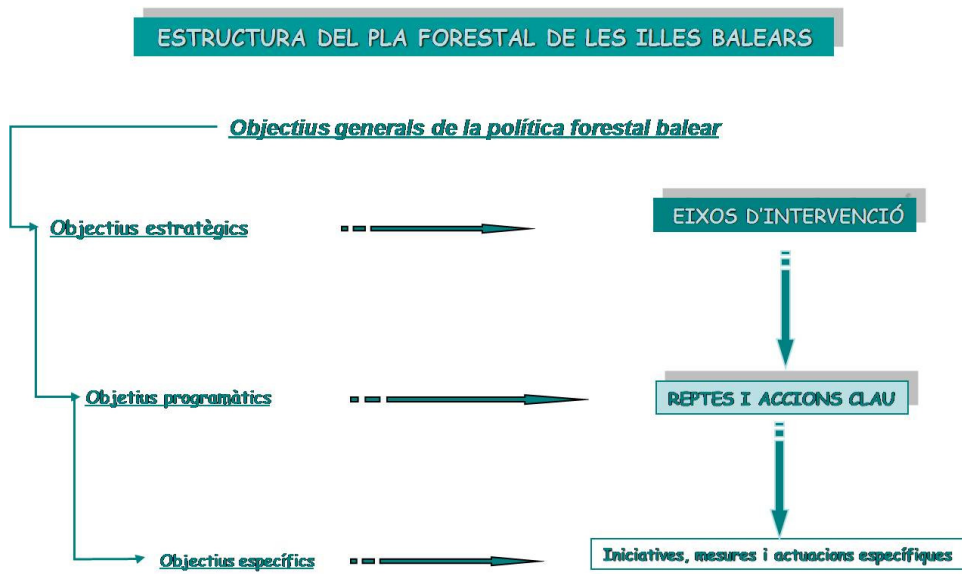 ESTRUCTURA DEL PLA FORESTAL DE LES ILLES BALEARS
Objectius generals de la política forestal balear
Objectius estratègics
EIXOS D'INTERVENCIÓ
Objetius programàtics
REPTES I ACCIONS CLAU
Objectius específics
Iniciatives, mesures i actuacions específiques